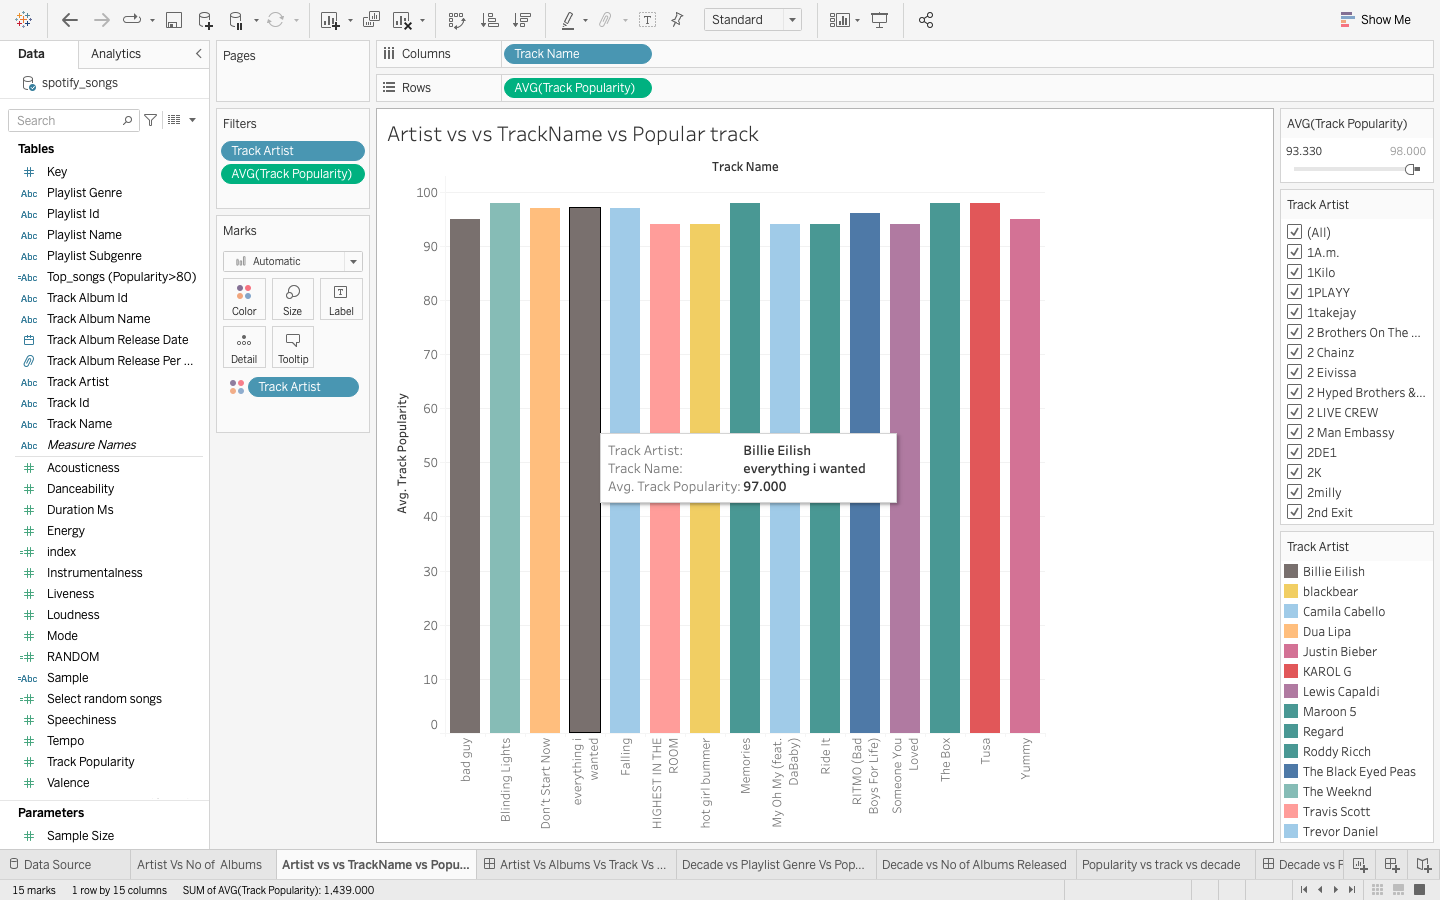 Standard
Show Me
Data
Analytics
spotify_songs
Search
Tables
Key
Abc Playlist Genre
Abc Playlist Id
Abc Playlist Name
Abc Playlist Subgenre
=Abc Top_songs (Popularity>80)
Abc Track Album Id
Abc Track Album Name
Track Album Release Date
Track Album Release Per ...
Abc Track Artist
Abc Track Id
Abc Track Name
Abc Measure Names
Acousticness
Danceability
Duration Ms
Energy
index
Instrumentalness
Liveness
Loudness
Mode
RANDOM
=Abc Sample
Select random songs
Speechiness
Tempo
Track Popularity
Valence
Parameters
Sample Size
Pages
Filters
Track Artist
AVG(Track Popularity)
Marks
Automatic
Color
Size
Label
Detail
Tooltip
Track Artist
Columns
Track Name
Rows
AVG(Track Popularity)
Artist vs vs TrackName vs Popular track
Track Name
Avg. Track Popularity
100
90
80
70
60
50
40
30
20
10
0
Track Artist: Billie Eilish
Track Name: everything i wanted
Avg. Track Popularity: 97.000
bad guy
Blinding Lights
Don't Start Now
everything i
wanted
Falling
HIGHEST IN THE
ROOM
hot girl bummer
Memories
My Oh My (feat.
DaBaby)
Ride It
RITMO (Bad
Boys For Life)
Someone You
Loved
The Box
Tusa
Yummy
AVG(Track Popularity)
93.330
98.000
Track Artist
(All)
1A.m.
1Kilo
1PLAYY
1takejay
2 Brothers On The ...
2 Chainz
2 Eivissa
2 Hyped Brothers &...
2 LIVE CREW
2 Man Embassy
2DE1
2K
2milly
2nd Exit
Track Artist
Billie Eilish
blackbear
Camila Cabello
Dua Lipa
Justin Bieber
KAROL G
Lewis Capaldi
Maroon 5
Regard
Roddy Ricch
The Black Eyed Peas
The Weeknd
Travis Scott
Trevor Daniel
Data Source
Artist Vs No of Albums
Artist vs vs TrackName vs Popu...
Artist Vs Albums Vs Track Vs ...
Decade vs Playlist Genre Vs Pop...
Decade vs No of Albums Released
Popularity vs track vs decade
Decade vs F
15 marks
1 row by 15 columns
SUM of AVG(Track Popularity): 1,439.000